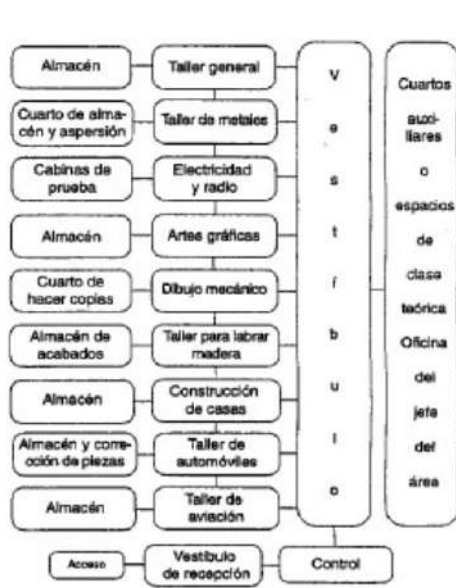 Almacén
Taller general
Cuarto de alma-
cén y aspersión
Taller de metales
Cabinas de
prueba
Electricidad
y radio
Almacén
Artes gráficas
Cuarto de
hacer copias
Dibujo mecánico
Almacén de
acabados
Taller para labrar
madera
Almacén
Construcción
de casas
Almacén y corre-
cción de piezas
Taller de
automóviles
Almacén
Taller de
aviación
V
e
s
t
í
b
u
l
o
Cuartos
auxi-
liares
o
espacios
de
clase
teórica
Oficina
del
jefe
del
área
Acceso
Vestíbulo
de recepción
Control